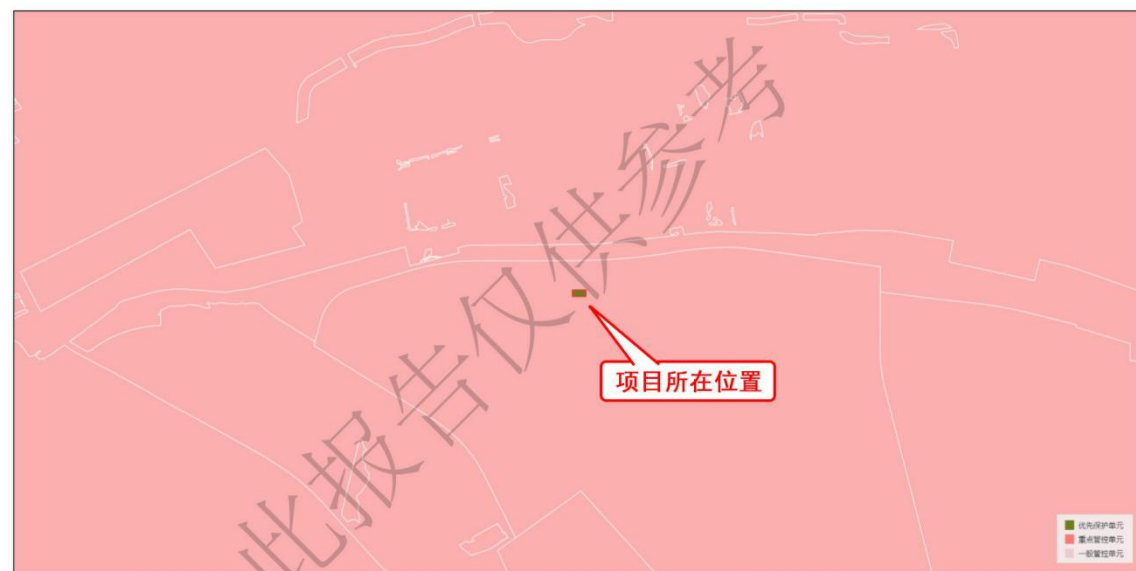 此报告仅供参考
项目所在位置
优先保护单元
重点管控单元
一般管控单元